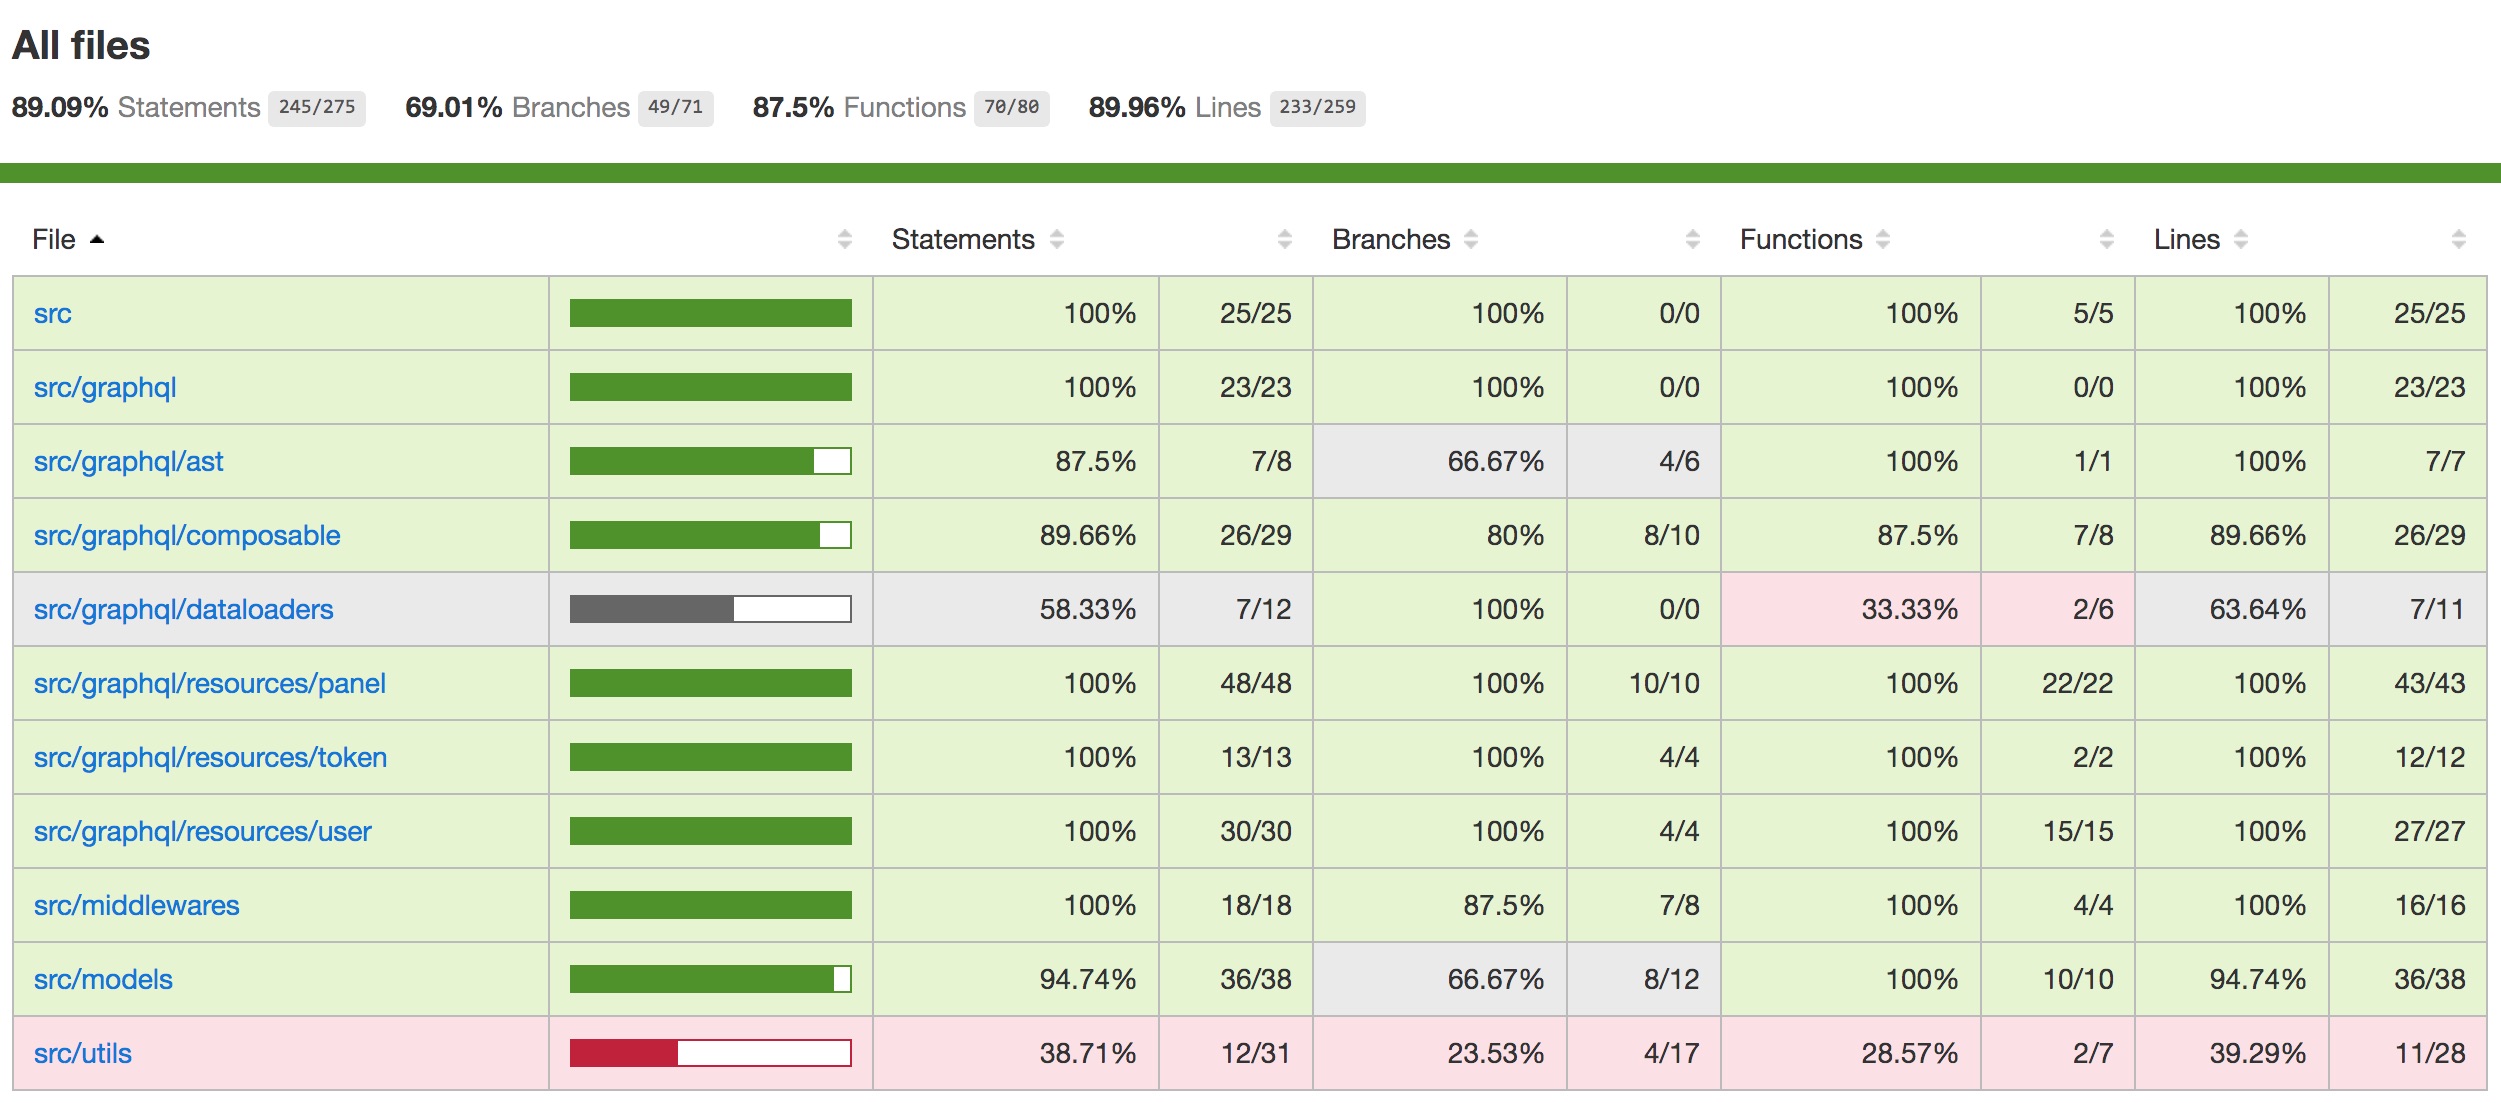 All files
89.09% Statements 245/275 69.01% Branches 49/71 87.5% Functions 70/80 89.96% Lines 233/259
File Statements Branches Functions Lines
src 100% 25/25 100% 0/0 100% 5/5 100% 25/25
src/graphql 100% 23/23 100% 0/0 100% 0/0 100% 23/23
src/graphql/ast 87.5% 7/8 66.67% 4/6 100% 1/1 100% 7/7
src/graphql/composable 89.66% 26/29 80% 8/10 87.5% 7/8 89.66% 26/29
src/graphql/dataloaders 58.33% 7/12 100% 0/0 33.33% 2/6 63.64% 7/11
src/graphql/resources/panel 100% 48/48 100% 10/10 100% 22/22 100% 43/43
src/graphql/resources/token 100% 13/13 100% 4/4 100% 2/2 100% 12/12
src/graphql/resources/user 100% 30/30 100% 4/4 100% 15/15 100% 27/27
src/middlewares 100% 18/18 87.5% 7/8 100% 4/4 100% 16/16
src/models 94.74% 36/38 66.67% 8/12 100% 10/10 94.74% 36/38
src/utils 38.71% 12/31 23.53% 4/17 28.57% 2/7 39.29% 11/28